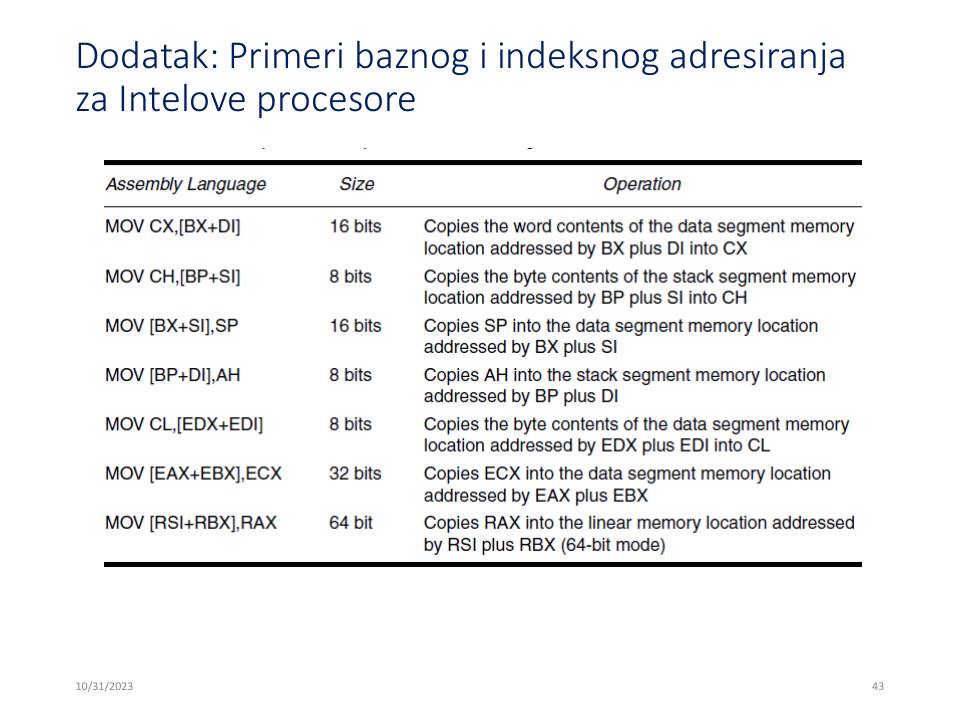 Dodatak: Primeri baznog i indeksnog adresiranja
za Intelove procesore
Assembly Language Size Operation
MOV CX,[BX+DI] 16 bits Copies the word contents of the data segment memory
location addressed by BX plus DI into CX
MOV CH,[BP+SI] 8 bits Copies the byte contents of the stack segment memory
location addressed by BP plus SI into CH
MOV [BX+SI],SP 16 bits Copies SP into the data segment memory location
addressed by BX plus SI
MOV [BP+DI],AH 8 bits Copies AH into the stack segment memory location
addressed by BP plus DI
MOV CL,[EDX+EDI] 8 bits Copies the byte contents of the data segment memory
location addressed by EDX plus EDI into CL
MOV [EAX+EBX],ECX 32 bits Copies ECX into the data segment memory location
addressed by EAX plus EBX
MOV [RSI+RBX],RAX 64 bit Copies RAX into the linear memory location addressed
by RSI plus RBX (64-bit mode)
10/31/2023 43